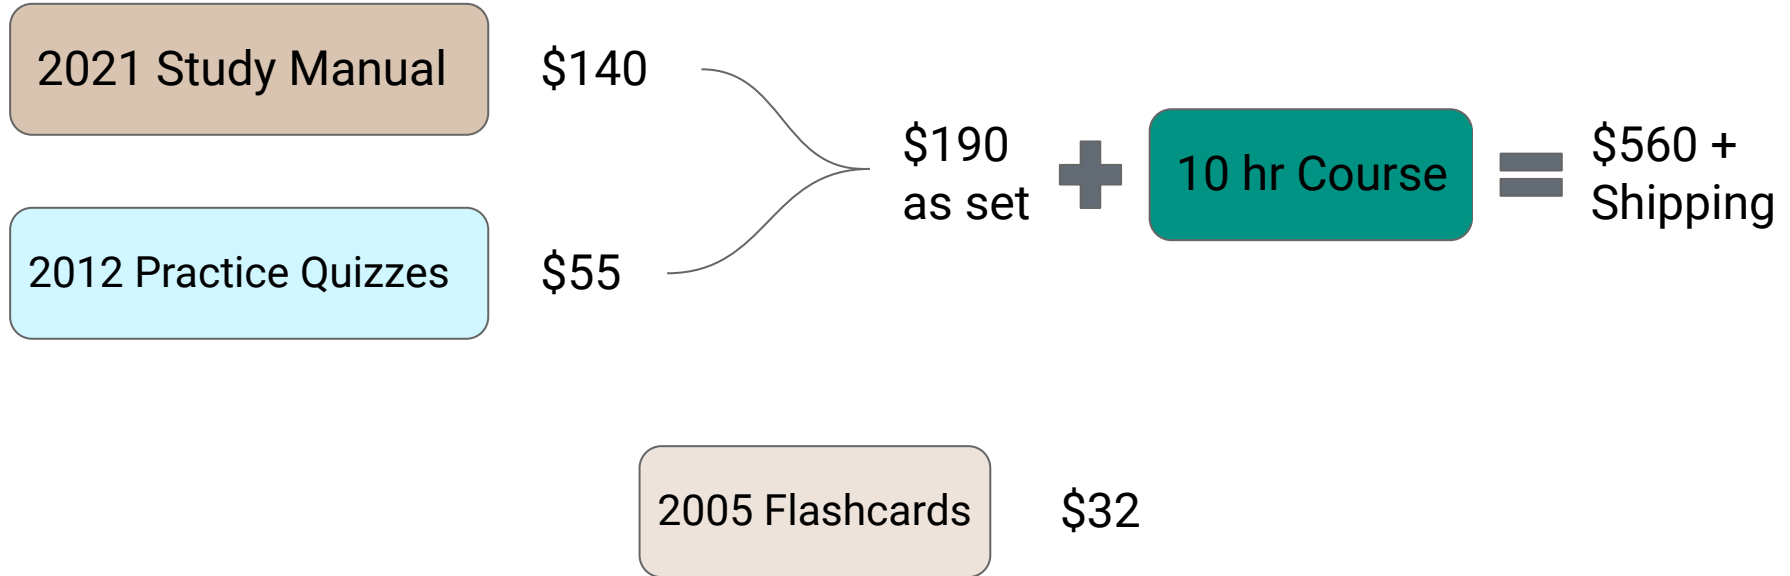 2021 Study Manual
$140
$190
as set
10 hr Course
$560 +
Shipping
2012 Practice Quizzes
$55
2005 Flashcards
$32